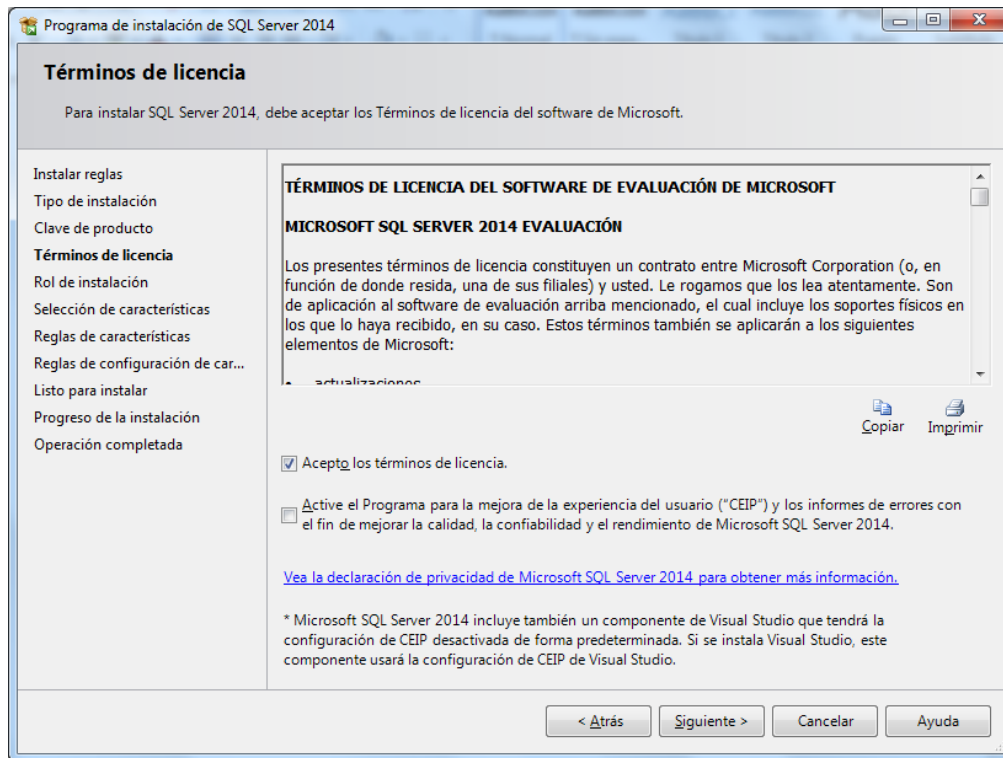 Programa de instalación de SQL Server 2014
Términos de licencia
Para instalar SQL Server 2014, debe aceptar los Términos de licencia del software de Microsoft.
Instalar reglas
Tipo de instalación
Clave de producto
Términos de licencia
Rol de instalación
Selección de características
Reglas de características
Reglas de configuración de car...
Listo para instalar
Progreso de la instalación
Operación completada
TÉRMINOS DE LICENCIA DEL SOFTWARE DE EVALUACIÓN DE MICROSOFT
MICROSOFT SQL SERVER 2014 EVALUACIÓN
Los presentes términos de licencia constituyen un contrato entre Microsoft Corporation (o, en
función de donde resida, una de sus filiales) y usted. Le rogamos que los lea atentamente. Son
de aplicación al software de evaluación arriba mencionado, el cual incluye los soportes físicos en
los que lo haya recibido, en su caso. Estos términos también se aplicarán a los siguientes
elementos de Microsoft:
• actualizaciones
Copiar
Imprimir
Acepto los términos de licencia.
Active el Programa para la mejora de la experiencia del usuario ("CEIP") y los informes de errores con
el fin de mejorar la calidad, la confiabilidad y el rendimiento de Microsoft SQL Server 2014.
Vea la declaración de privacidad de Microsoft SQL Server 2014 para obtener más información.
* Microsoft SQL Server 2014 incluye también un componente de Visual Studio que tendrá la
configuración de CEIP desactivada de forma predeterminada. Si se instala Visual Studio, este
componente usará la configuración de CEIP de Visual Studio.
< Atrás
Siguiente >
Cancelar
Ayuda